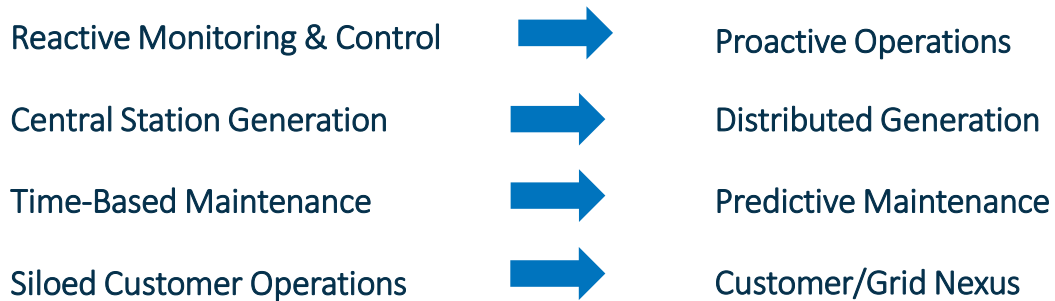 Reactive Monitoring & Control Proactive Operations
Central Station Generation Distributed Generation
Time-Based Maintenance Predictive Maintenance
Siloed Customer Operations Customer/Grid Nexus